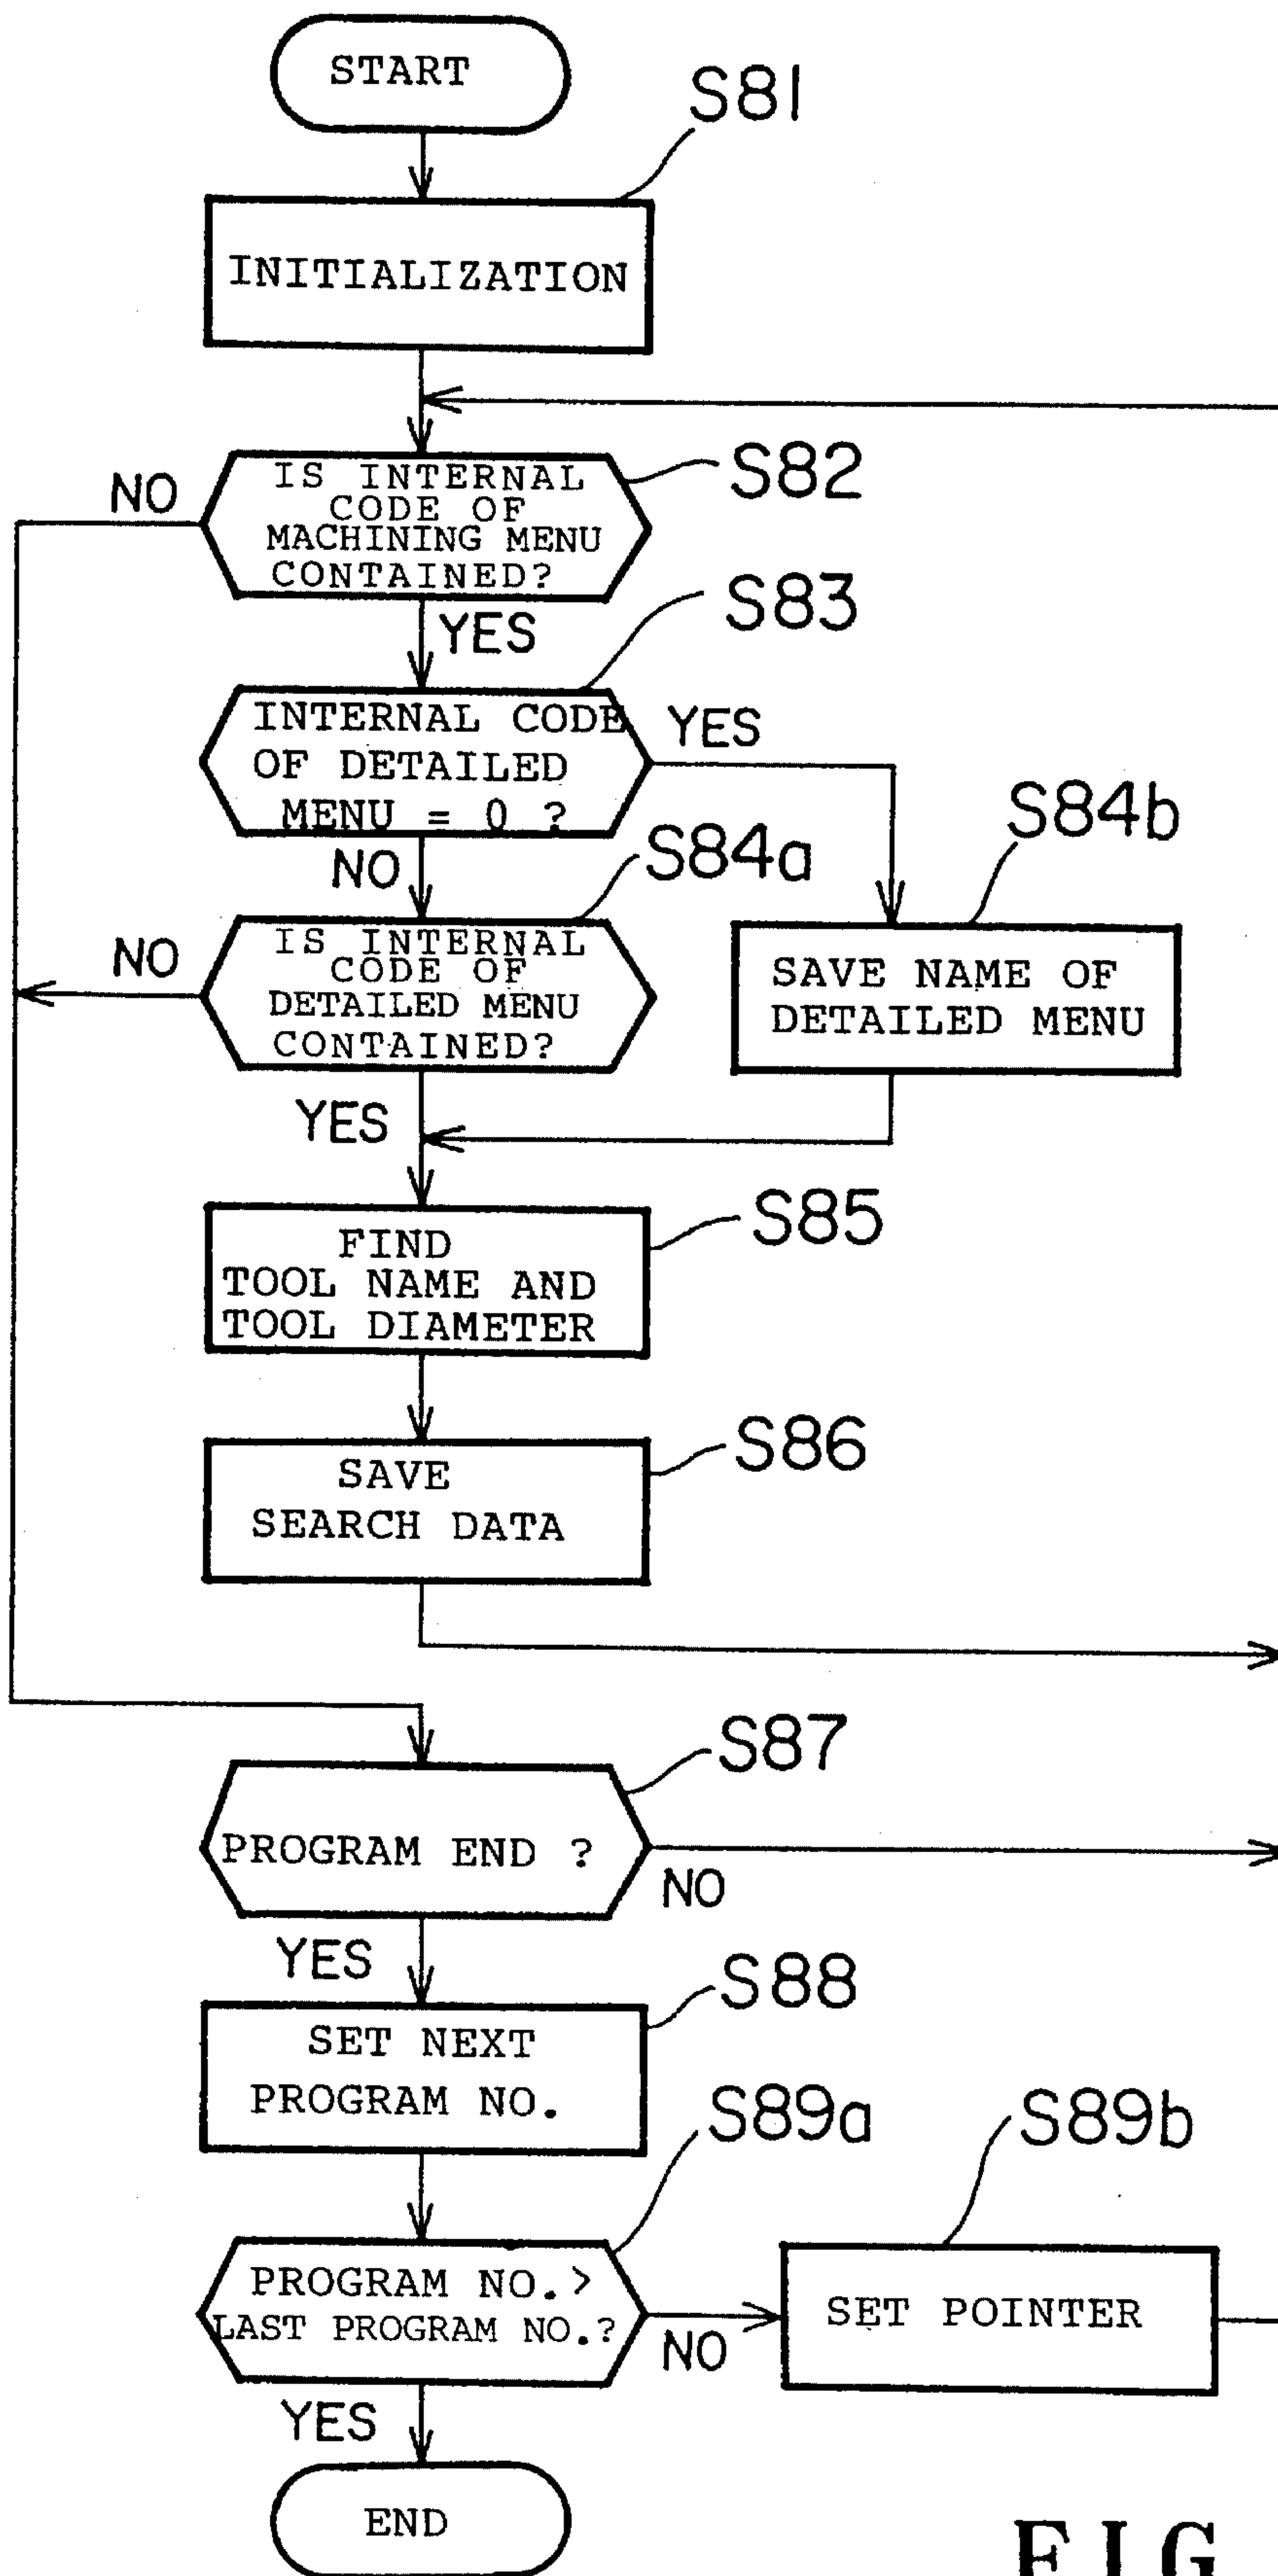 START
S81
INITIALIZATION
S82
NO
IS INTERNAL
CODE OF
MACHINING MENU
CONTAINED?
YES
S83
INTERNAL CODE
OF DETAILED
MENU = 0 ?
YES
NO
S84a
S84b
NO
IS INTERNAL
CODE OF
DETAILED MENU
CONTAINED?
SAVE NAME OF
DETAILED MENU
YES
S85
FIND
TOOL NAME AND
TOOL DIAMETER
S86
SAVE
SEARCH DATA
S87
PROGRAM END ?
NO
YES
S88
SET NEXT
PROGRAM NO.
S89a
S89b
PROGRAM NO.>
LAST PROGRAM NO.?
NO
SET POINTER
YES
END
FIG